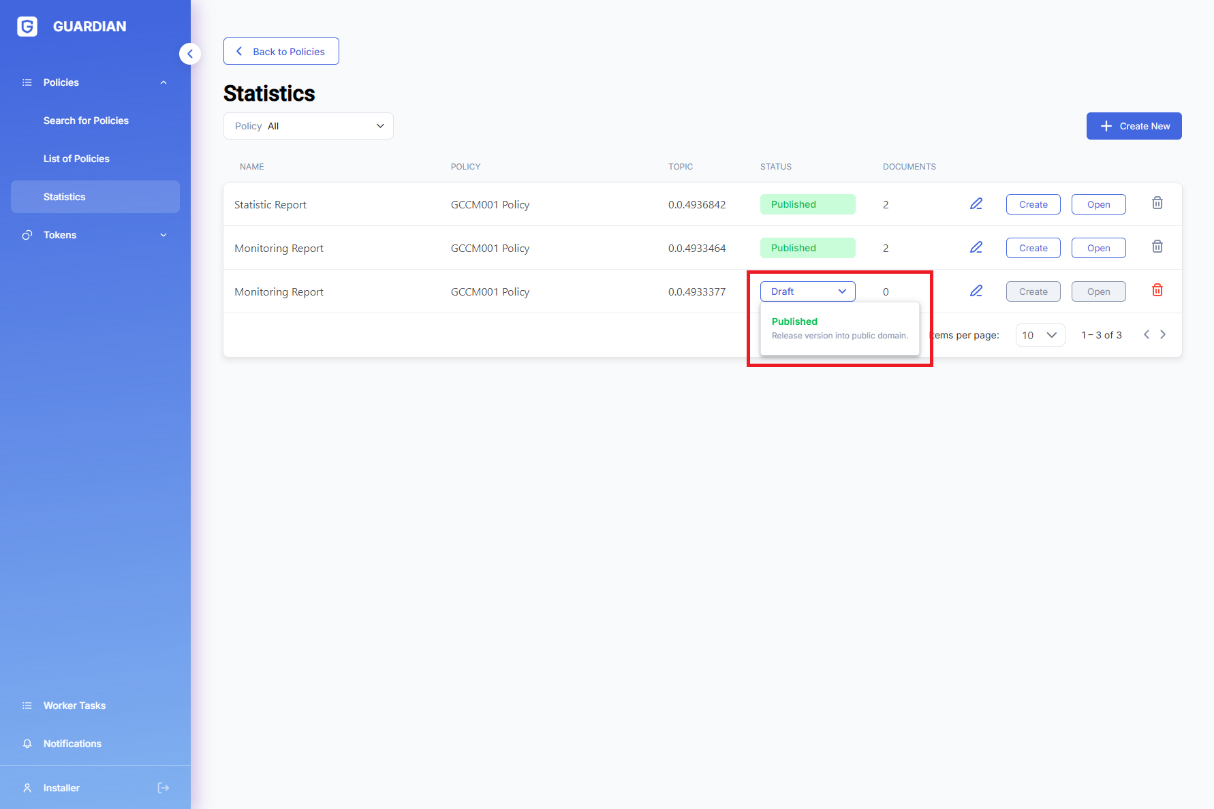 GUARDIAN
Policies
Search for Policies
List of Policies
Statistics
Tokens
Worker Tasks
Notifications
Installer
Back to Policies
Statistics
Policy All
Create New
NAME POLICY TOPIC STATUS DOCUMENTS
Statistic Report GCCM001 Policy 0.0.4936842 Published 2 Create Open
Monitoring Report GCCM001 Policy 0.0.4933464 Published 2 Create Open
Monitoring Report GCCM001 Policy 0.0.4933377 Draft 0 Create Open
Published
Release version into public domain.
tems per page: 10 1 – 3 of 3